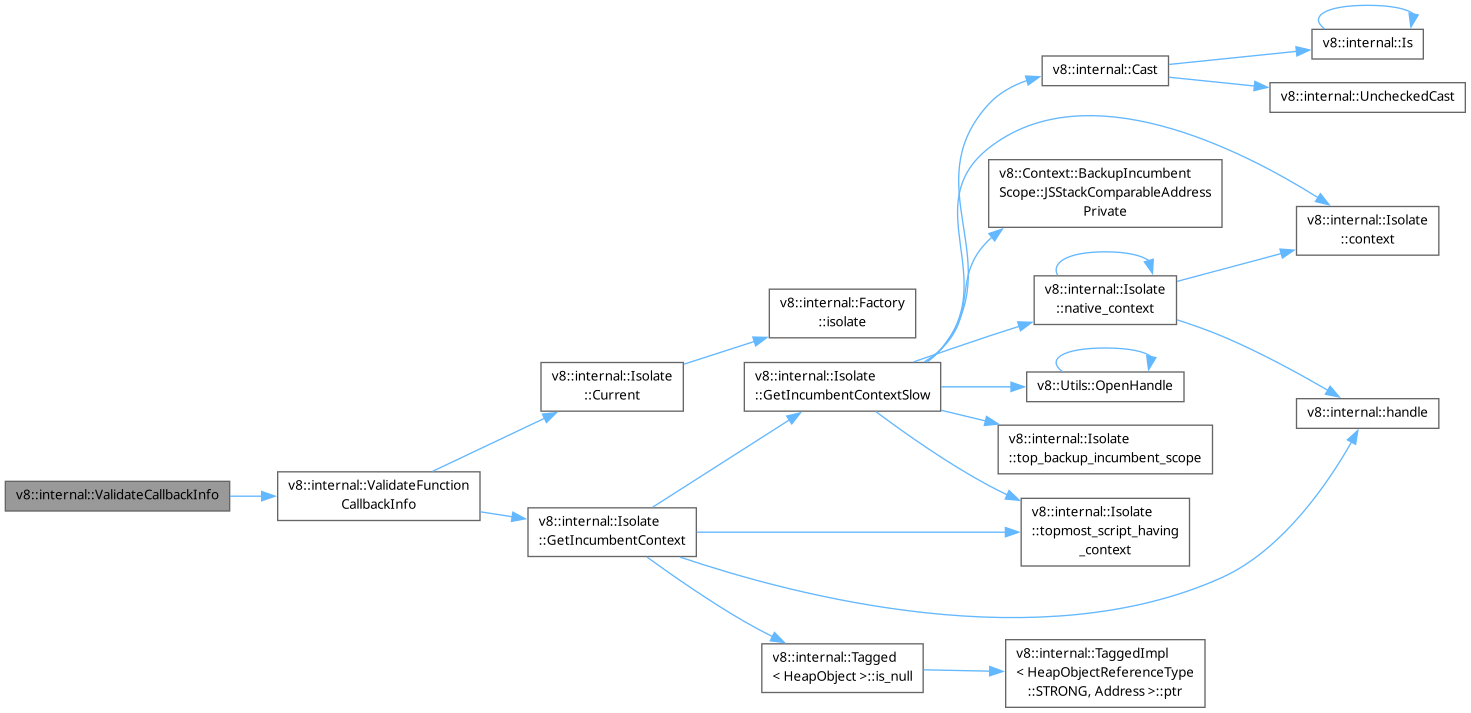 v8::internal::ValidateCallbackInfo
v8::internal::ValidateFunction
CallbackInfo
v8::internal::Isolate
::Current
v8::internal::Factory
::isolate
v8::internal::Isolate
::GetIncumbentContext
v8::internal::Isolate
::GetIncumbentContextSlow
v8::internal::Cast
v8::internal::Is
v8::internal::UncheckedCast
v8::Context::BackupIncumbent
Scope::JSStackComparableAddress
Private
v8::internal::Isolate
::context
v8::internal::Isolate
::native_context
v8::internal::handle
v8::Utils::OpenHandle
v8::internal::Isolate
::top_backup_incumbent_scope
v8::internal::Isolate
::topmost_script_having
_context
v8::internal::Tagged
< HeapObject >::is_null
v8::internal::TaggedImpl
< HeapObjectReferenceType
::STRONG, Address >::ptr